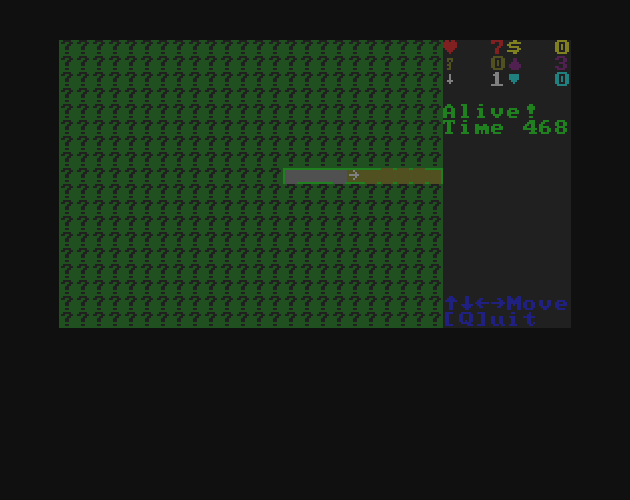 ♥ 7 $ 0
0 ♠ 3
↓ 1 ♥ 0
Alive!
Time 468
↑↓←→Move
[Q]uit